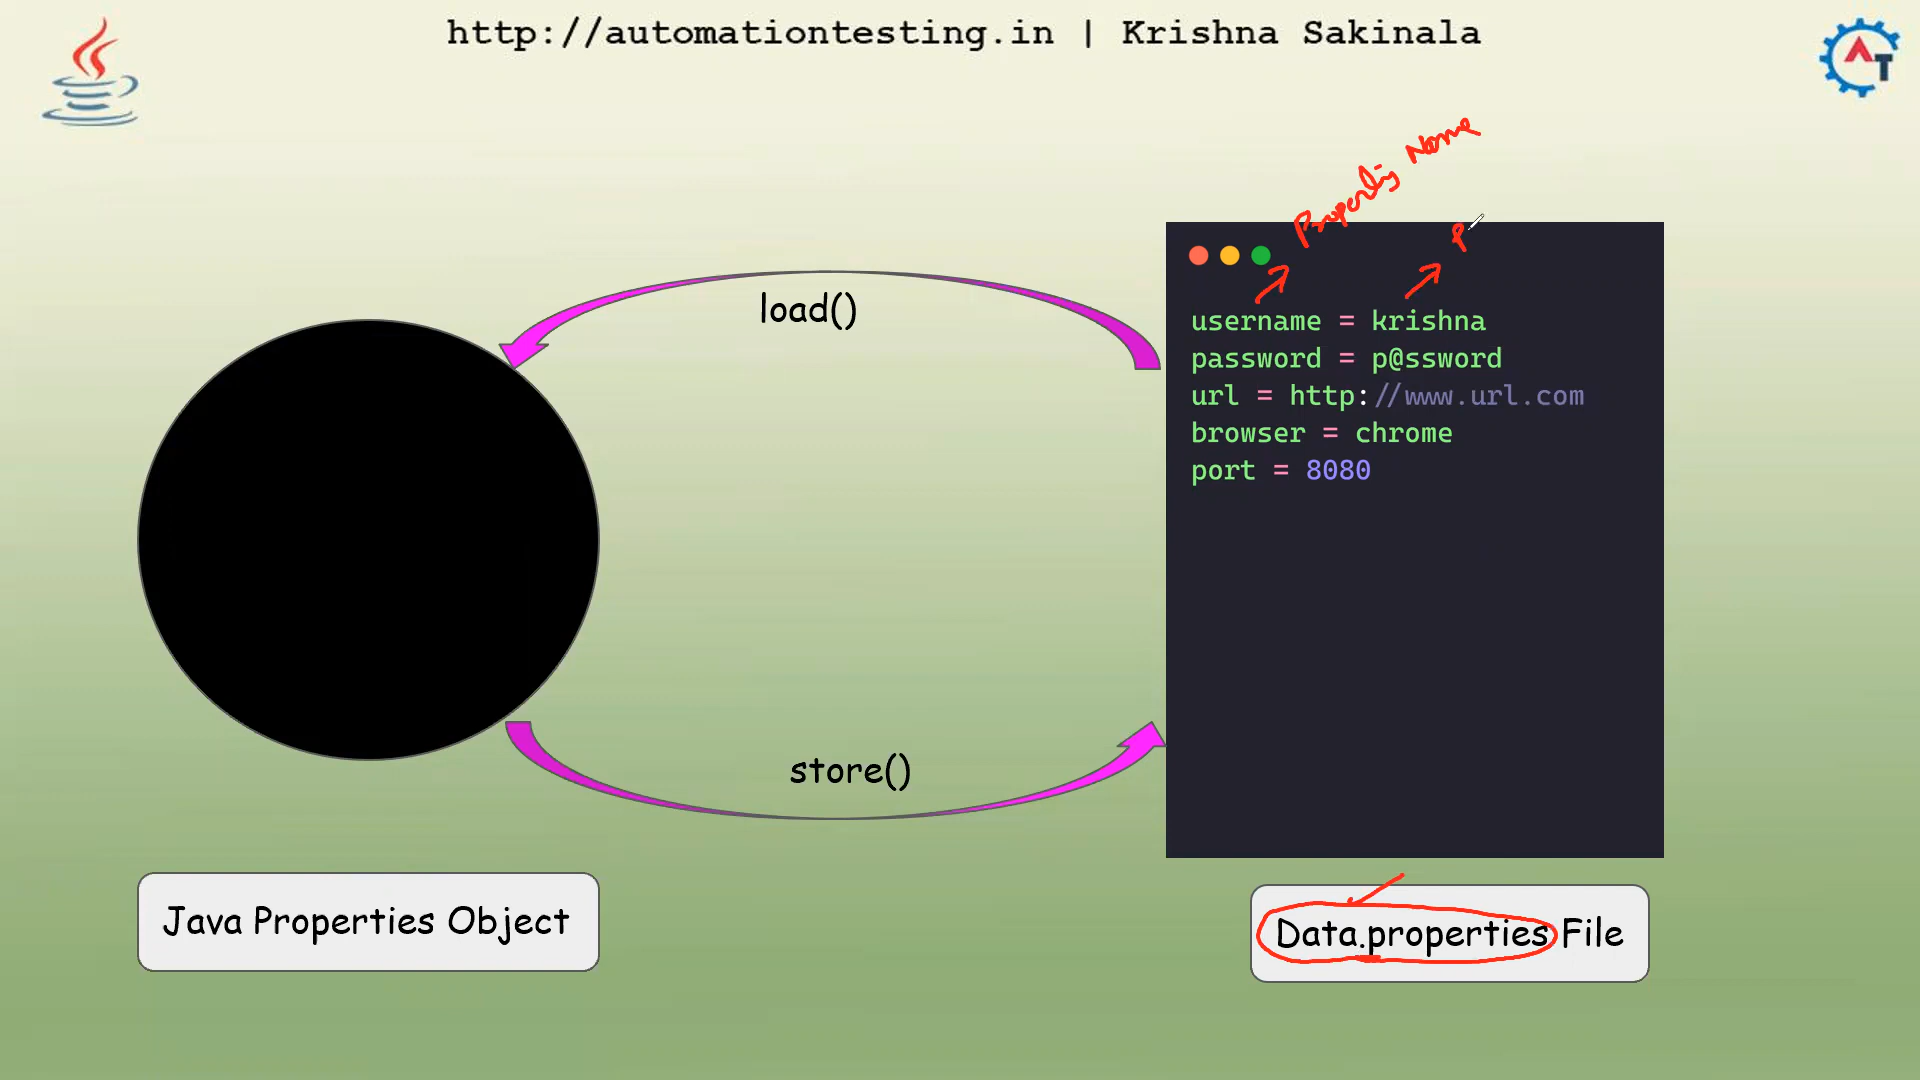 http://automationtesting.in | Krishna Sakinala
AT
Property Name
P
load()
username = krishna
password = p@ssword
url = http://www.url.com
browser = chrome
port = 8080
store()
Java Properties Object
Data.properties File